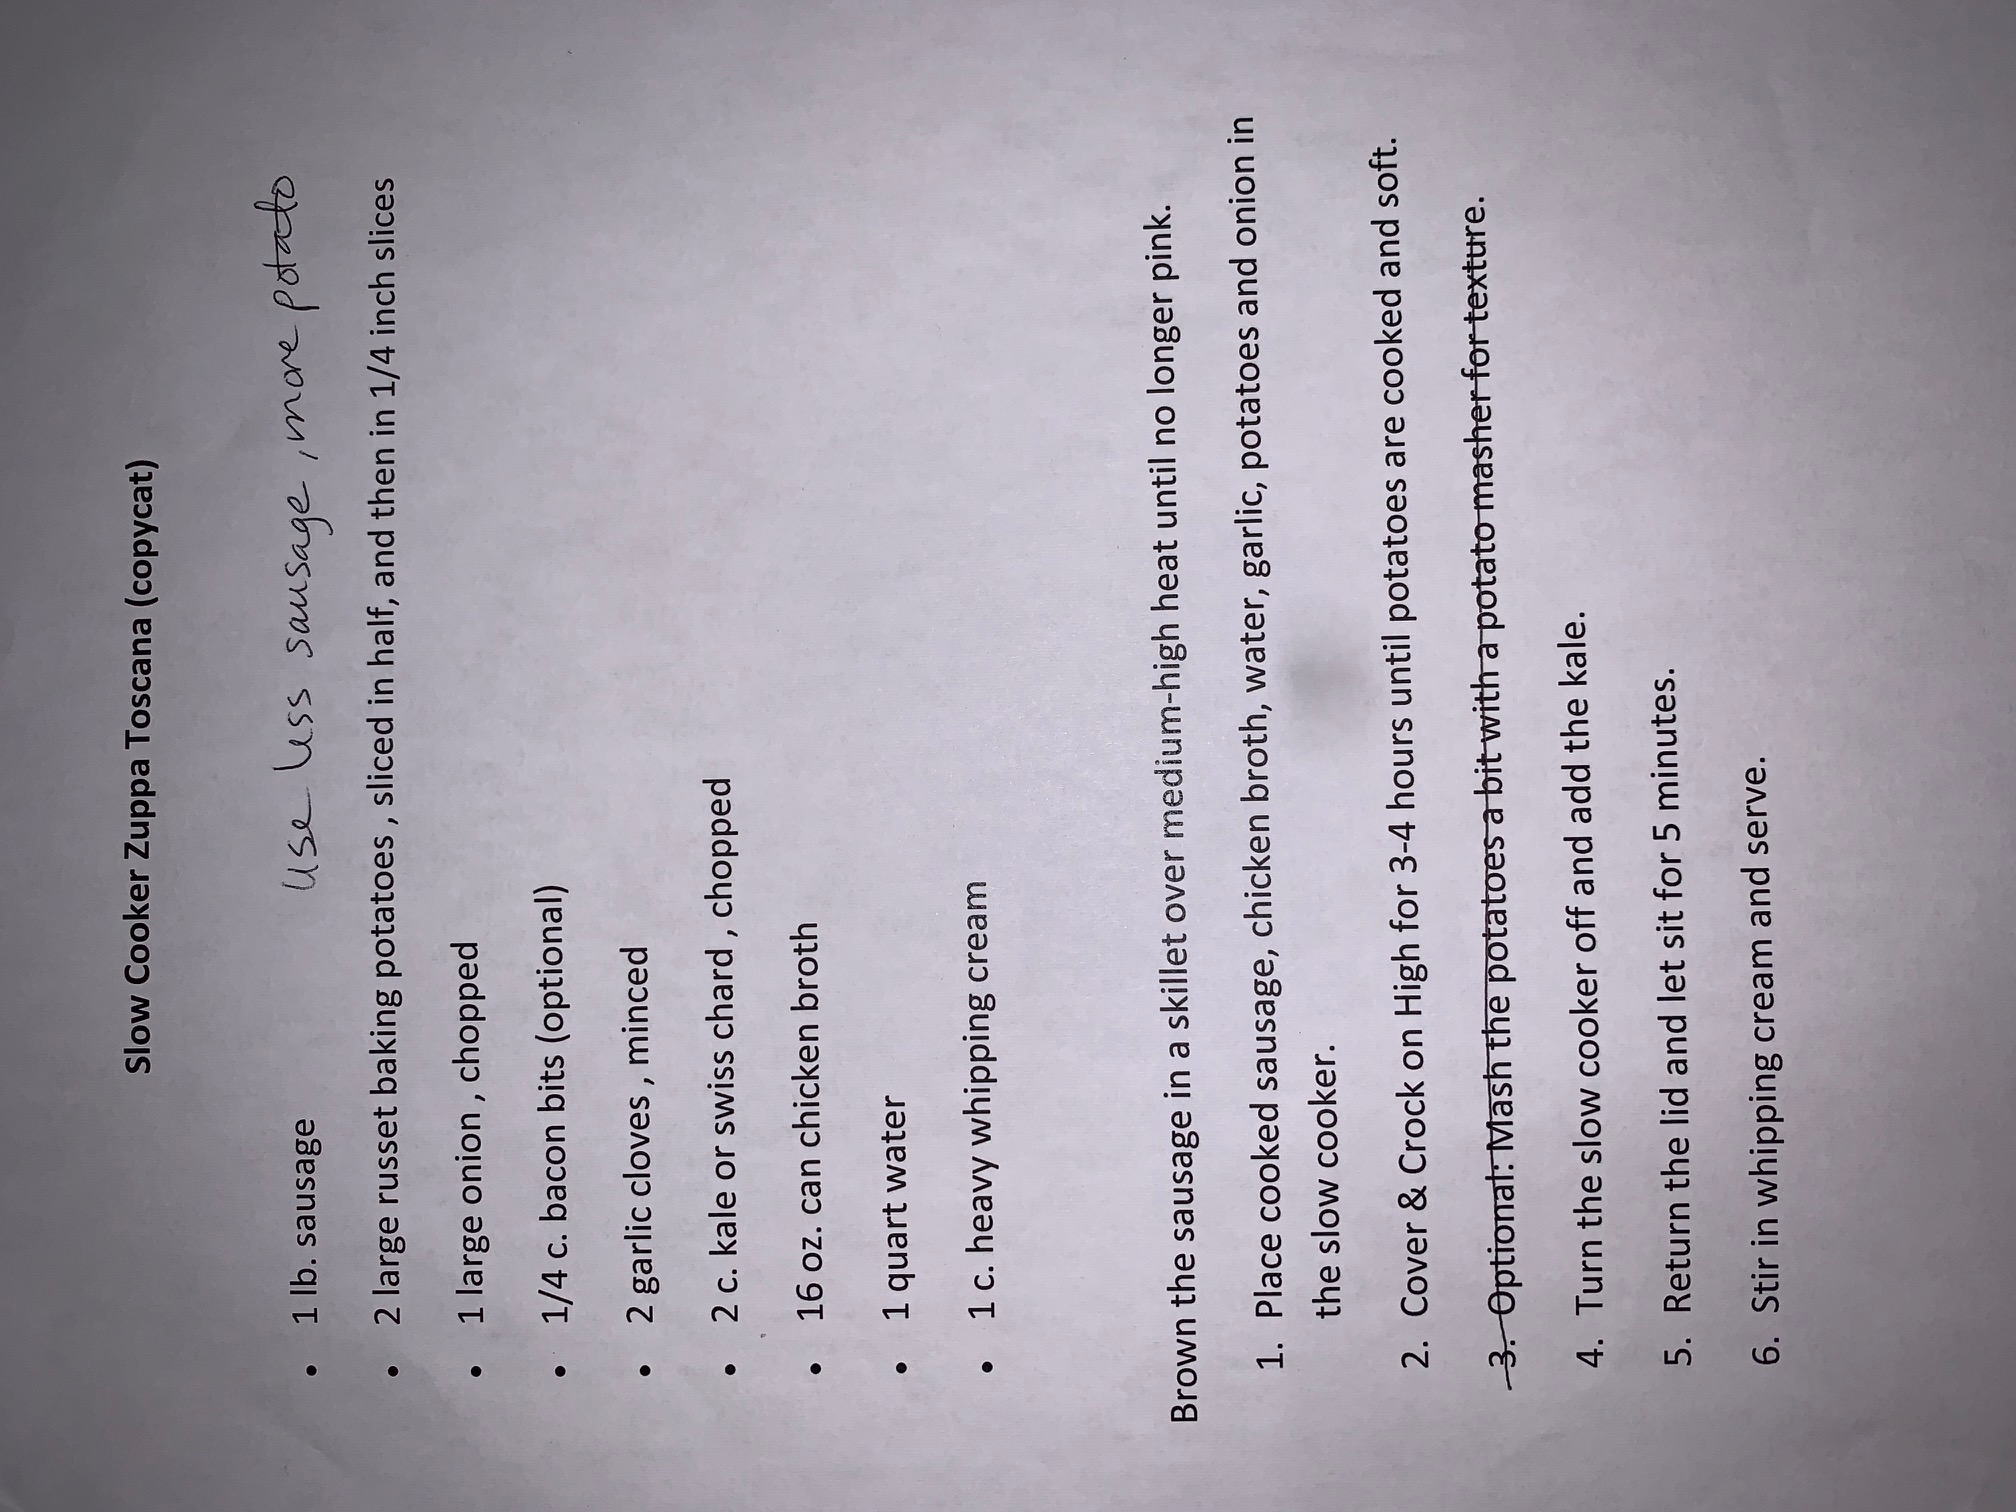 Slow Cooker Zuppa Toscana (copycat)
• 1 lb. sausage use less sausage, more potato
• 2 large russet baking potatoes , sliced in half, and then in 1/4 inch slices
• 1 large onion , chopped
• 1/4 c. bacon bits (optional)
• 2 garlic cloves , minced
• 2 c. kale or swiss chard , chopped
• 16 oz. can chicken broth
• 1 quart water
• 1 c. heavy whipping cream
Brown the sausage in a skillet over medium-high heat until no longer pink.
1. Place cooked sausage, chicken broth, water, garlic, potatoes and onion in
the slow cooker.
2. Cover & Crock on High for 3-4 hours until potatoes are cooked and soft.
3. Optional: Mash the potatoes a bit with a potato masher for texture.
4. Turn the slow cooker off and add the kale.
5. Return the lid and let sit for 5 minutes.
6. Stir in whipping cream and serve.